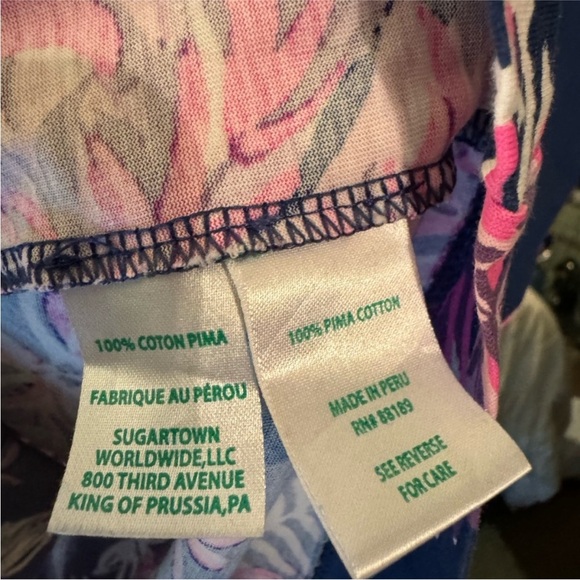 100% COTON PIMA
FABRIQUE AU PÉROU
SUGARTOWN
WORLDWIDE,LLC
800 THIRD AVENUE
KING OF PRUSSIA,PA
100% PIMA COTTON
MADE IN PERU
RN# 88189
SEE REVERSE
FOR CARE